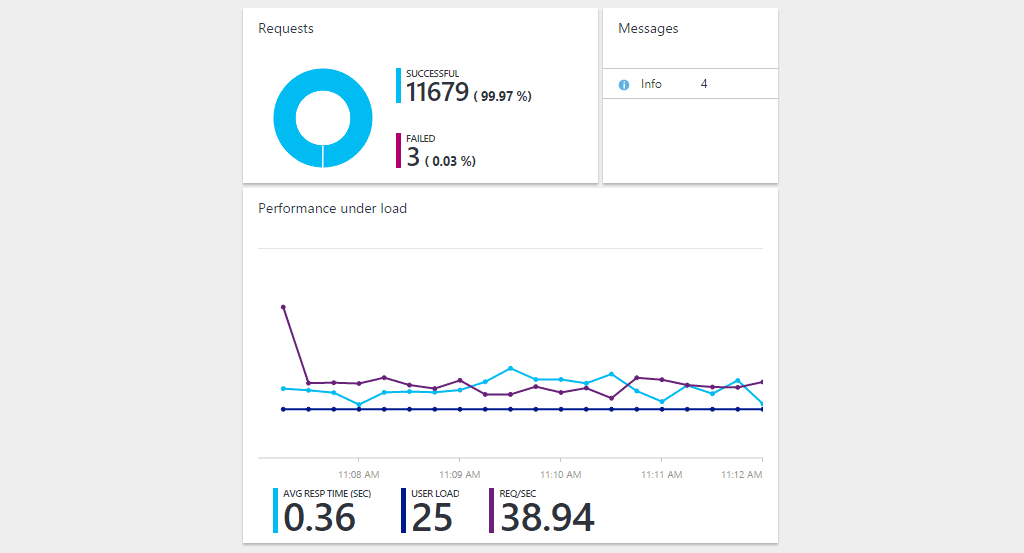 Requests
SUCCESSFUL
11679 ( 99.97 %)
FAILED
3 ( 0.03 %)
Messages
Info 4
Performance under load
11:08 AM 11:09 AM 11:10 AM 11:11 AM 11:12 AM
AVG RESP TIME (SEC) USER LOAD REQ/SEC
0.36 25 38.94